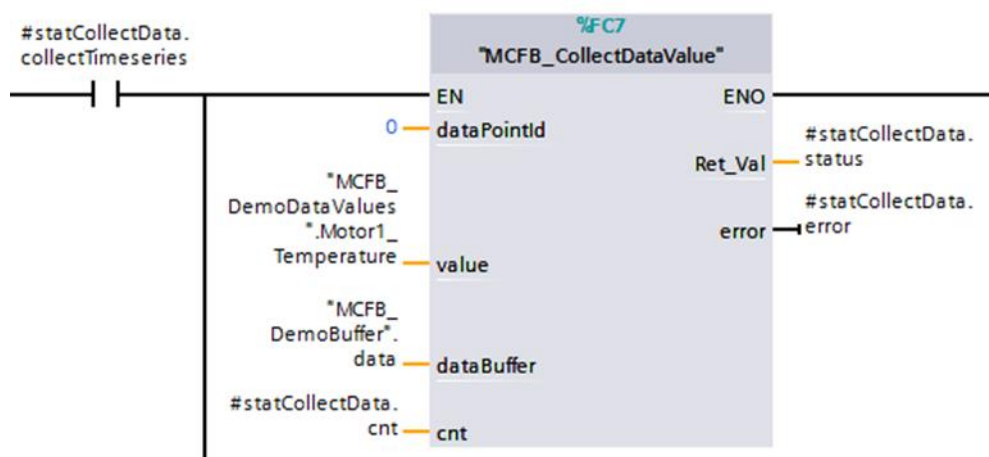 #statCollectData.
collectTimeseries
%FC7
"MCFB_CollectDataValue"
EN
ENO
0
dataPointId
Ret_Val
#statCollectData.
status
"MCFB_
DemoDataValues
".Motor1_
Temperature
value
error
#statCollectData.
error
"MCFB_
DemoBuffer".
data
dataBuffer
#statCollectData.
cnt
cnt